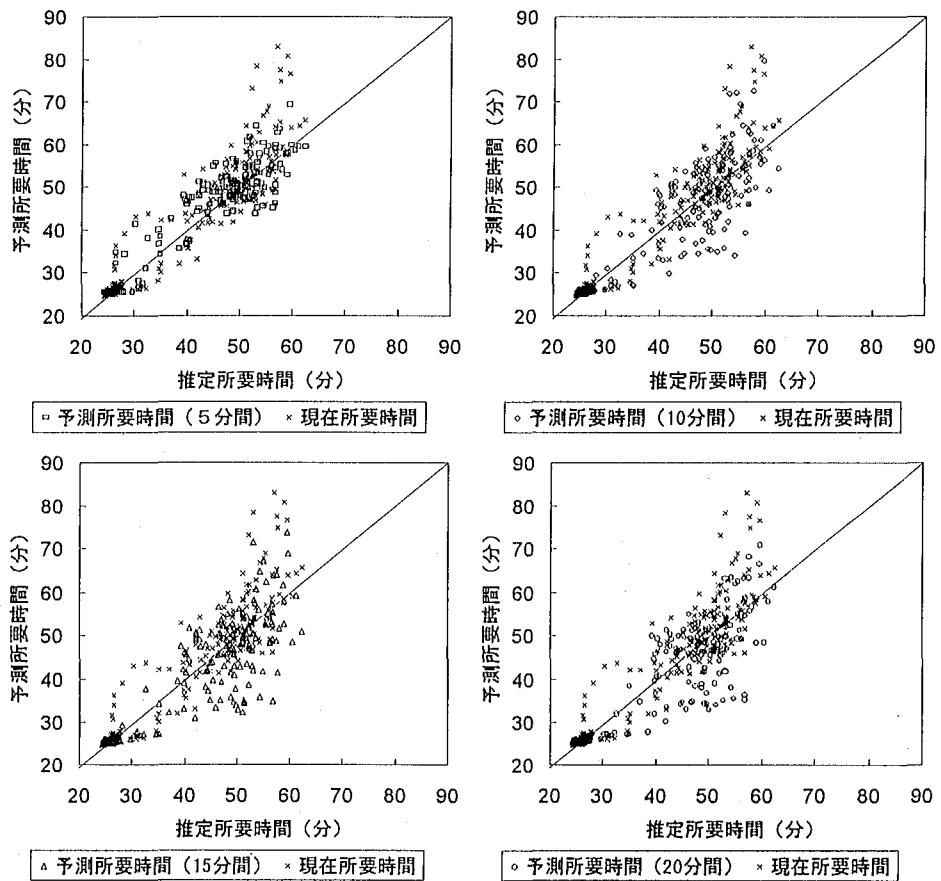 90
80
70
60
50
40
30
20
予測所要時間（分）
20 30 40 50 60 70 80 90
推定所要時間（分）
予測所要時間（５分間） 現在所要時間
90
80
70
60
50
40
30
20
予測所要時間（分）
20 30 40 50 60 70 80 90
推定所要時間（分）
予測所要時間（10分間） 現在所要時間
90
80
70
60
50
40
30
20
予測所要時間（分）
20 30 40 50 60 70 80 90
推定所要時間（分）
予測所要時間（15分間） 現在所要時間
90
80
70
60
50
40
30
20
予測所要時間（分）
20 30 40 50 60 70 80 90
推定所要時間（分）
予測所要時間（20分間） 現在所要時間